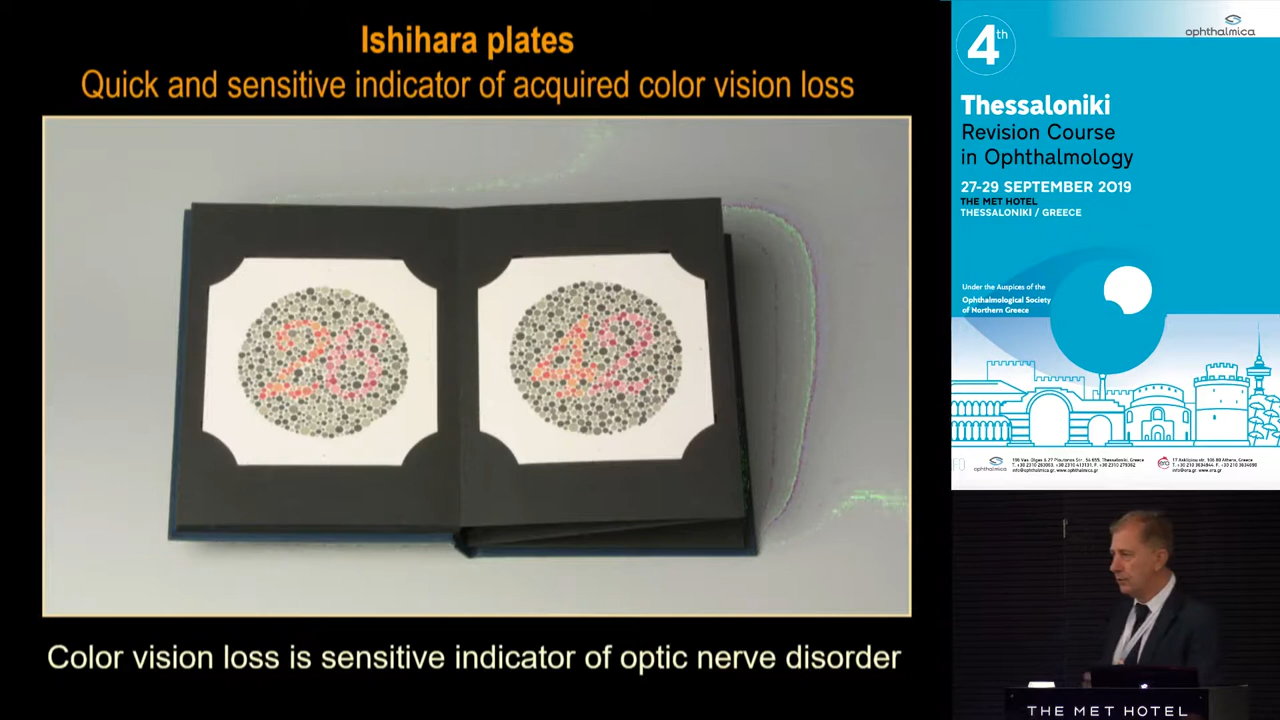 Ishihara plates
Quick and sensitive indicator of acquired color vision loss
26
42
Color vision loss is sensitive indicator of optic nerve disorder
ophthalmica
4th
Thessaloniki
Revision Course
in Ophthalmology
27-29 SEPTEMBER 2019
THE MET HOTEL
THESSALONIKI / GREECE
Under the Auspices of the
Ophthalmological Society
of Northern Greece
ophthalmica
THE MET HOTEL